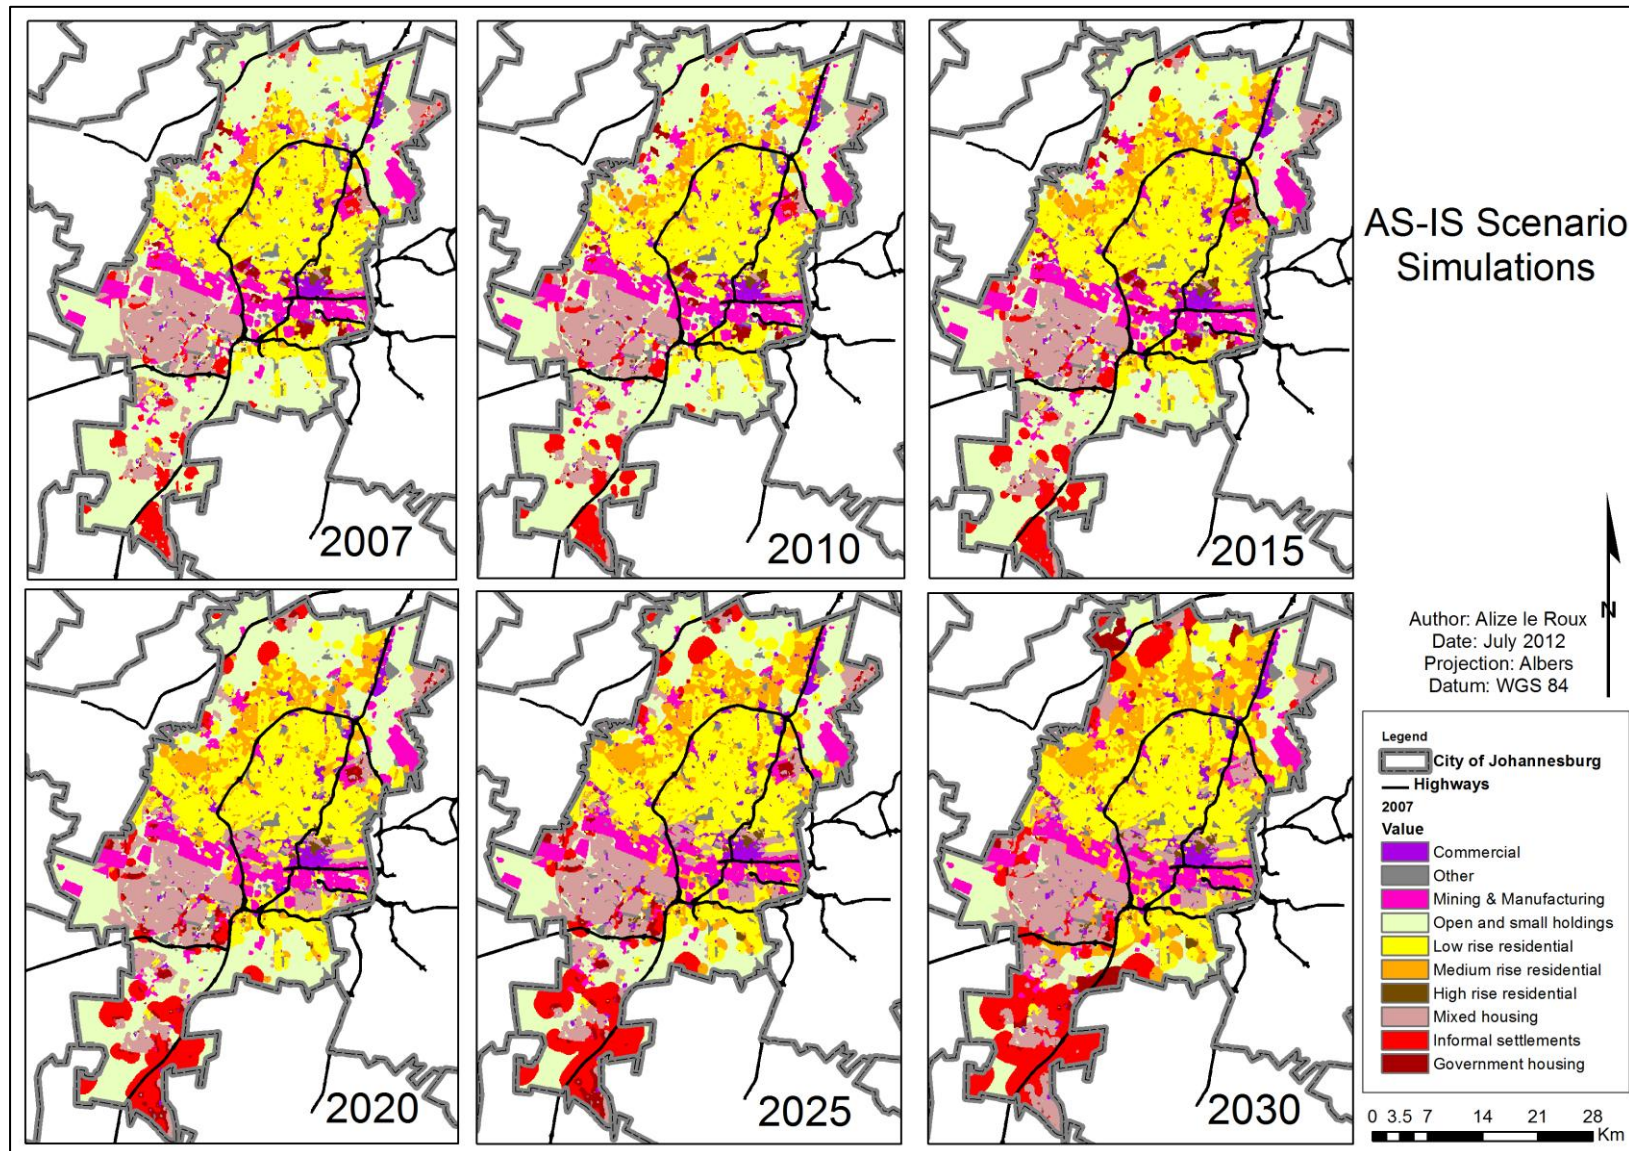 2007
2010
2015
2020
2025
2030
AS-IS Scenario
Simulations
N
Author: Alize le Roux
Date: July 2012
Projection: Albers
Datum: WGS 84
Legend
City of Johannesburg
Highways
2007
Value
Commercial
Other
Mining & Manufacturing
Open and small holdings
Low rise residential
Medium rise residential
High rise residential
Mixed housing
Informal settlements
Government housing
0 3.5 7 14 21 28
Km